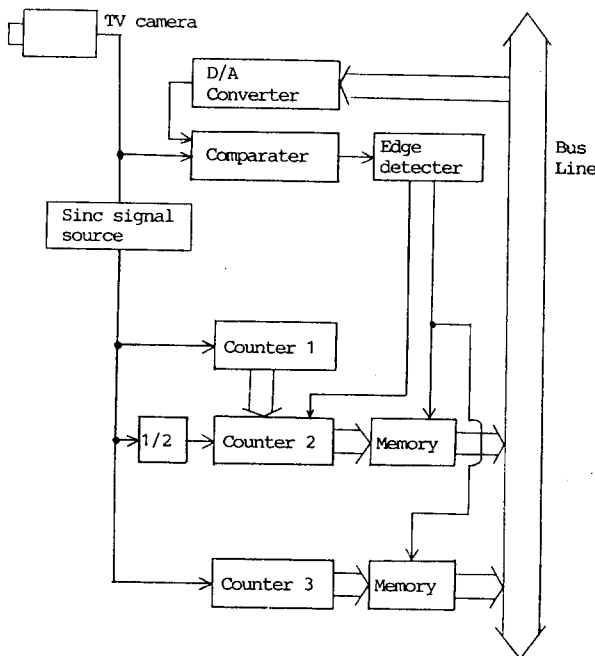 TV camera
D/A
Converter
Comparater
Edge
detecter
Bus
Line
Sinc signal
source
Counter 1
1/2
Counter 2
Memory
Counter 3
Memory